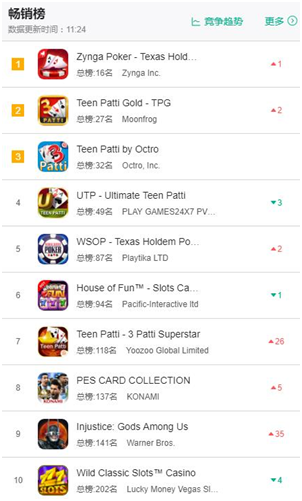 畅销榜
数据更新时间：11:24
竞争趋势
更多
1
Zynga Poker - Texas Hold…
总榜:16名 Zynga Inc.
1
2
Teen Patti Gold - TPG
总榜:27名 Moonfrog
2
3
Teen Patti by Octro
总榜:32名 Octro, Inc.
4
UTP - Ultimate Teen Patti
总榜:49名 PLAY GAMES24X7 PV…
3
5
WSOP - Texas Holdem Po…
总榜:86名 Playtika LTD
2
6
House of Fun™ - Slots Ca…
总榜:94名 Pacific-Interactive ltd
1
7
Teen Patti - 3 Patti Superstar
总榜:118名 Yoozoo Global Limited
26
8
PES CARD COLLECTION
总榜:137名 KONAMI
5
9
Injustice: Gods Among Us
总榜:141名 Warner Bros.
35
10
Wild Classic Slots™ Casino
总榜:202名 Lucky Money Vegas Sl…
4